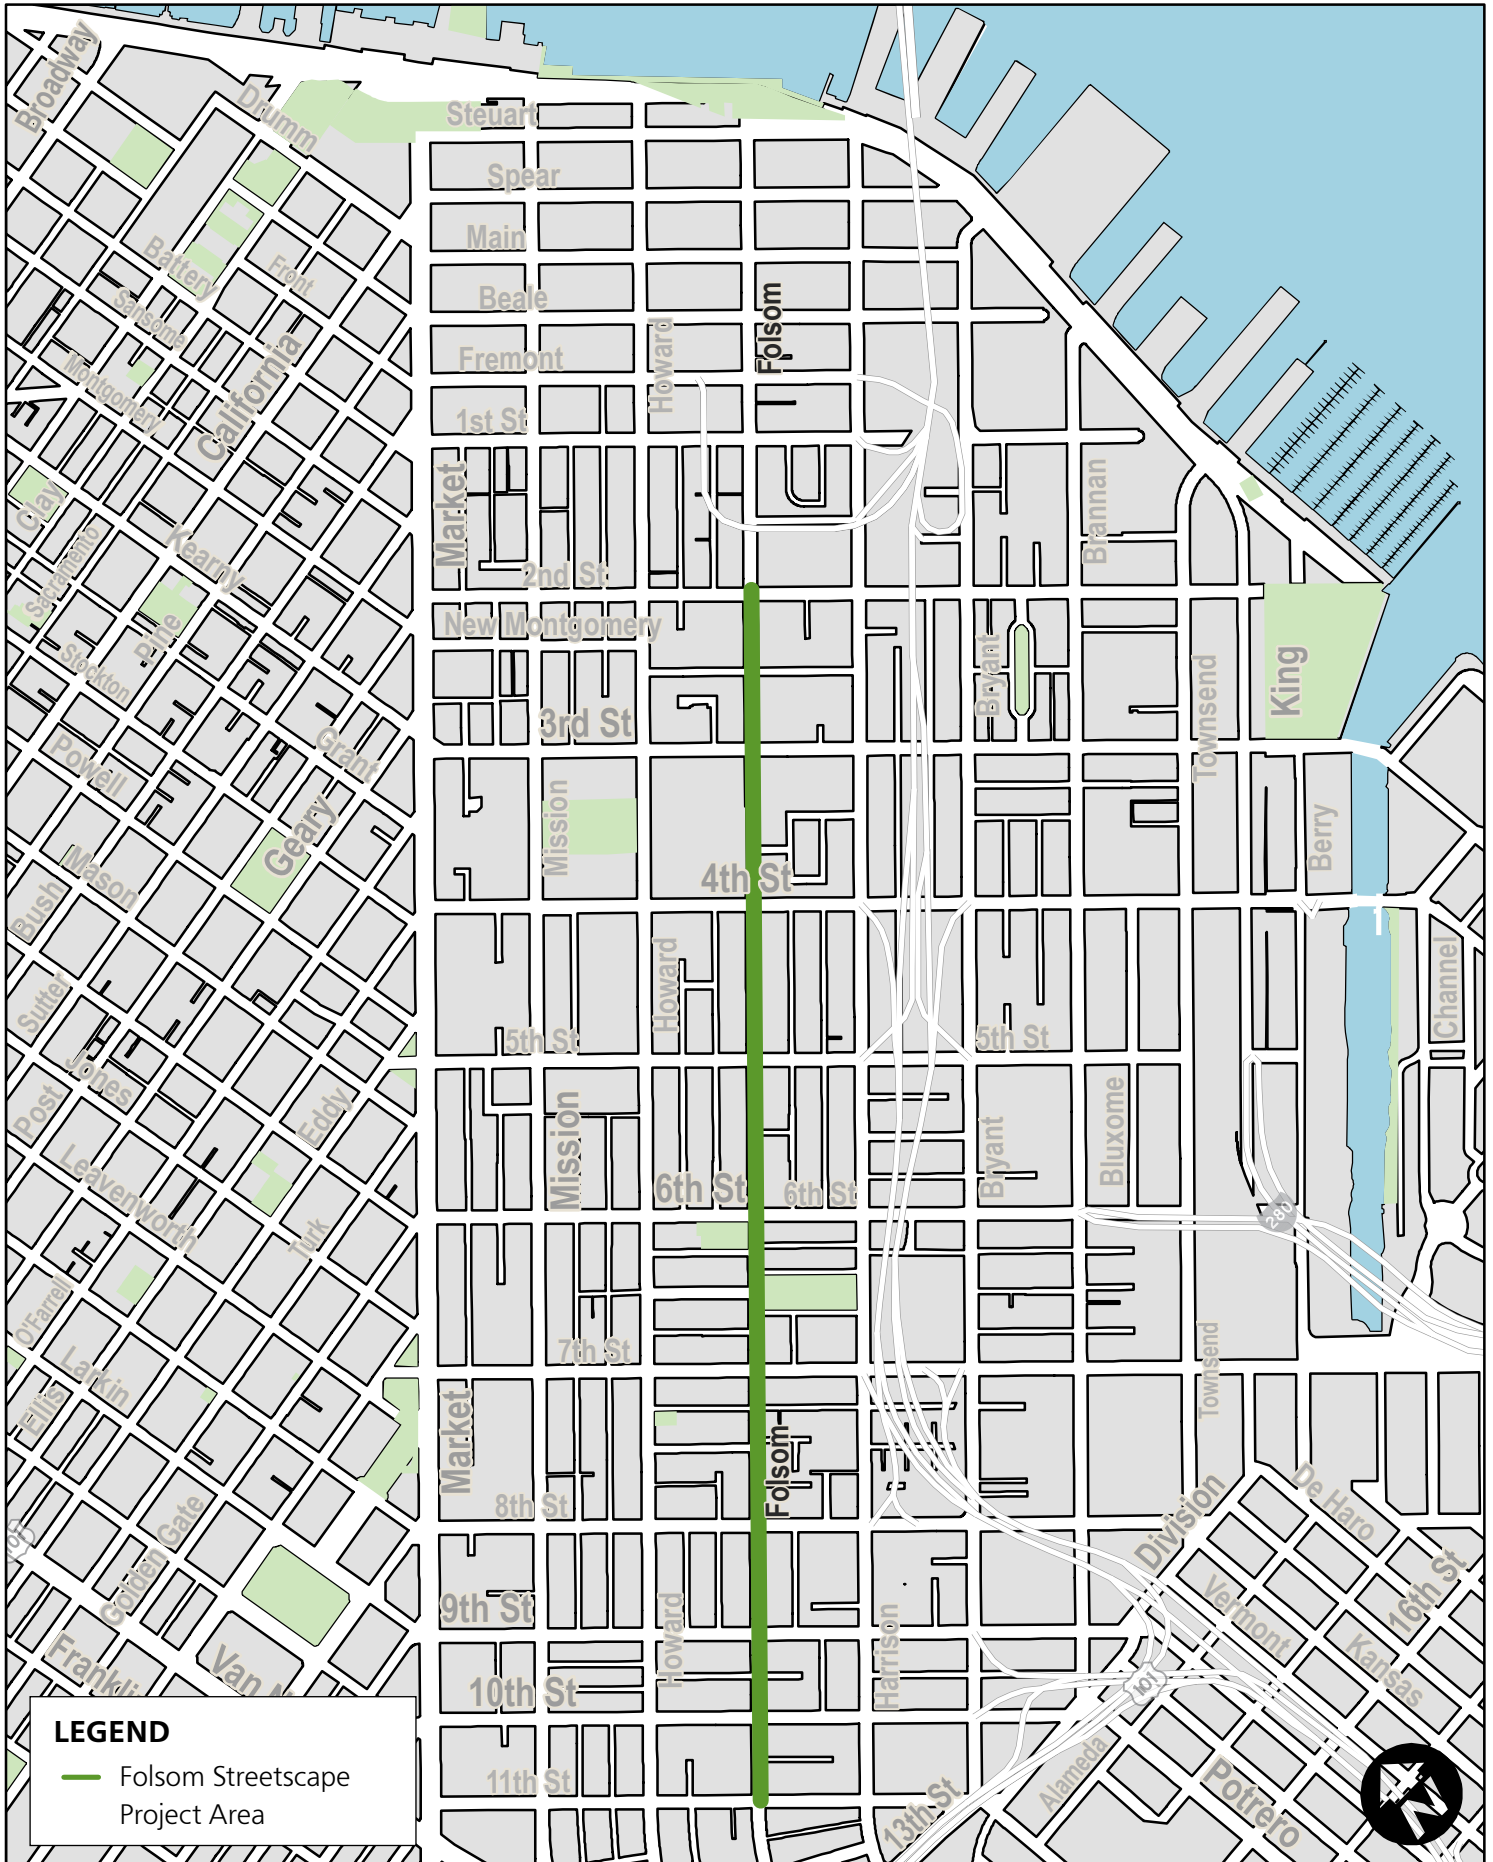 Broadway
Drumm
Steuart
Spear
Main
Battery
Front
Beale
Sansome
Folsom
California
Howard
Fremont
Montgomery
1st St
Market
Clay
Brannan
Kearny
Sacramento
2nd St
New Montgomery
Pine
Stockton
Bryant
Townsend
King
3rd St
Grant
Powell
Geary
Mission
Berry
Mason
4th St
Bush
Howard
Channel
Sutter
5th St
5th St
Jones
Post
Eddy
Mission
Bluxome
Bryant
Leavenworth
6th St
6th St
Turk
280
O'Farrell
7th St
Larkin
Townsend
Ellis
Market
Folsom
8th St
De Haro
Division
101
Golden Gate
9th St
16th St
Vermont
Howard
Harrison
Kansas
Franklin
Van N
10th St
101
LEGEND
Folsom Streetscape
Project Area
11th St
13th St
Alameda
Potrero
N